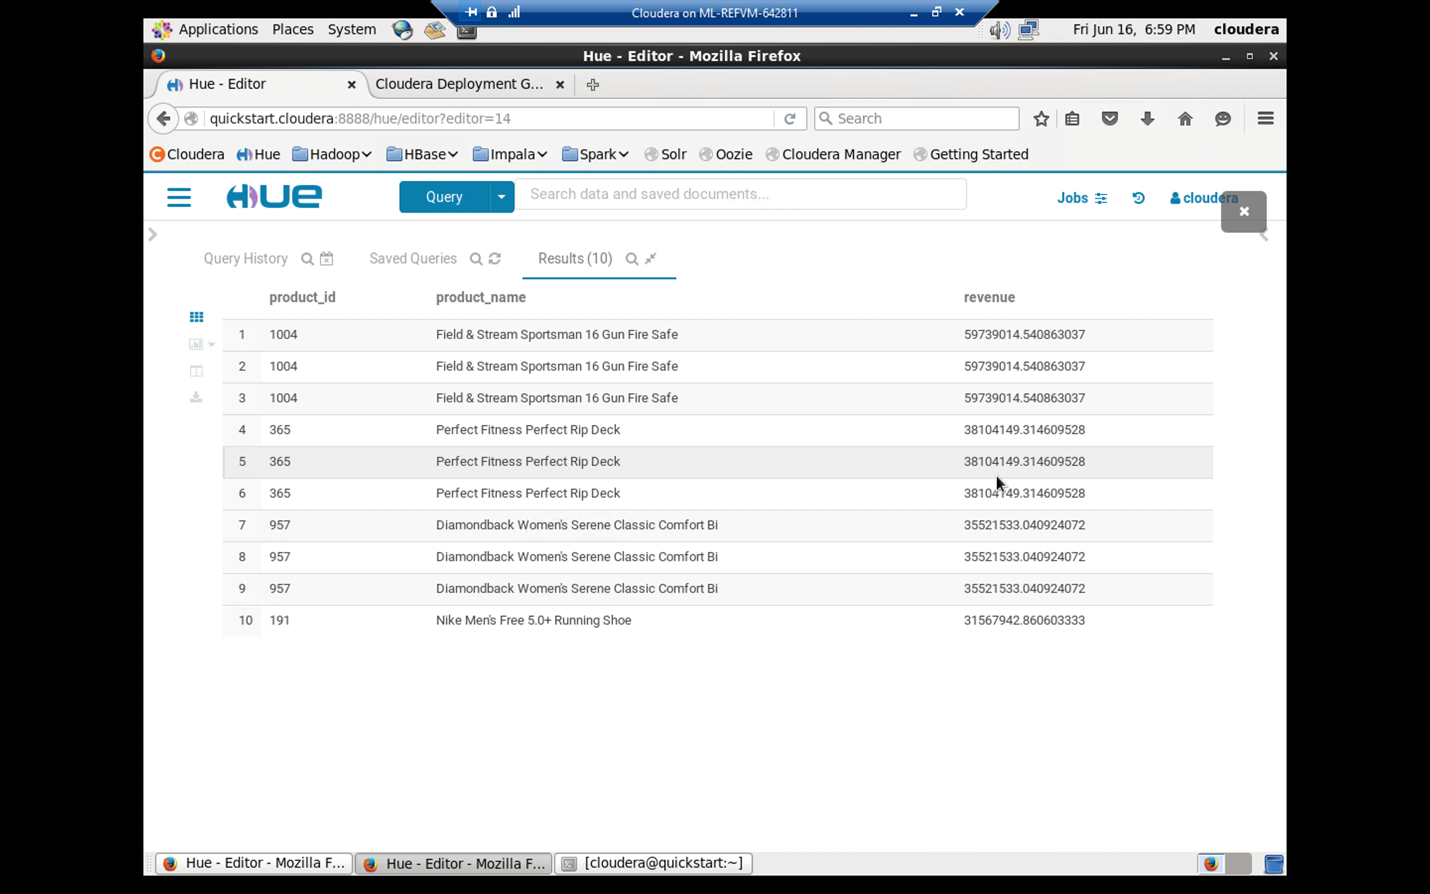 Cloudera on ML-REFVM-642811
Applications Places System Fri Jun 16, 6:59 PM cloudera
Hue - Editor - Mozilla Firefox
Hue - Editor Cloudera Deployment G...
quickstart.cloudera:8888/hue/editor?editor=14 Search
Cloudera Hue Hadoop HBase Impala Spark Solr Oozie Cloudera Manager Getting Started
HUE Query Search data and saved documents... Jobs cloudera
Query History Saved Queries Results (10)
product_id product_name revenue
1 1004 Field & Stream Sportsman 16 Gun Fire Safe 59739014.540863037
2 1004 Field & Stream Sportsman 16 Gun Fire Safe 59739014.540863037
3 1004 Field & Stream Sportsman 16 Gun Fire Safe 59739014.540863037
4 365 Perfect Fitness Perfect Rip Deck 38104149.314609528
5 365 Perfect Fitness Perfect Rip Deck 38104149.314609528
6 365 Perfect Fitness Perfect Rip Deck 38104149.314609528
7 957 Diamondback Women's Serene Classic Comfort Bi 35521533.040924072
8 957 Diamondback Women's Serene Classic Comfort Bi 35521533.040924072
9 957 Diamondback Women's Serene Classic Comfort Bi 35521533.040924072
10 191 Nike Men's Free 5.0+ Running Shoe 31567942.860603333
Hue - Editor - Mozilla F... Hue - Editor - Mozilla F... [cloudera@quickstart:~]